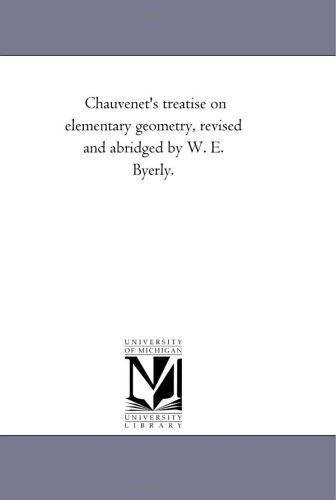 Chauvenet's treatise on
elementary geometry, revised
and abridged by W. E.
Byerly.
UNIVERSITY
OF MICHIGAN
UNIVERSITY
LIBRARY